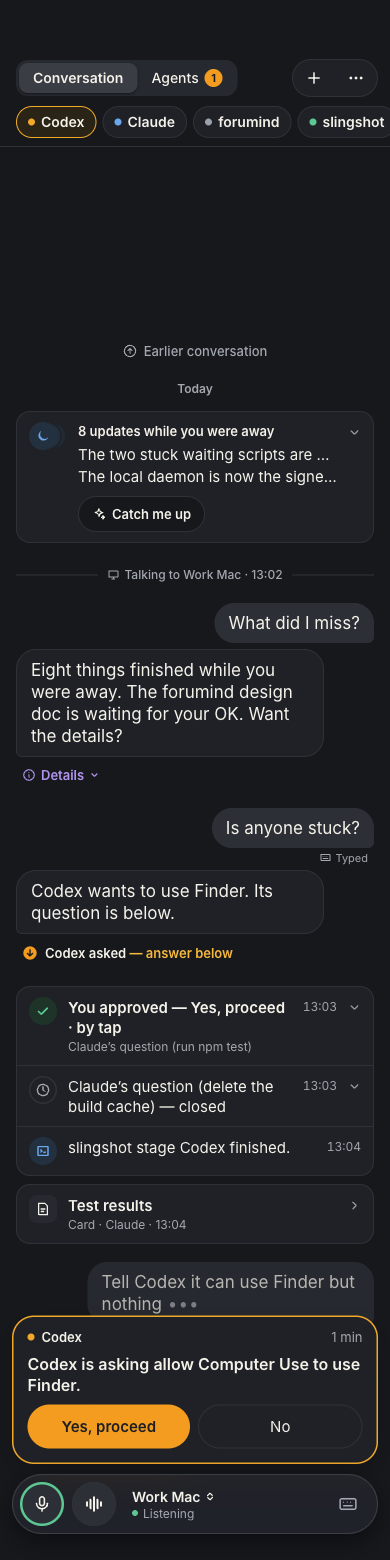 Conversation Agents 1
Codex Claude forumind slingshot
Earlier conversation
Today
8 updates while you were away
The two stuck waiting scripts are ...
The local daemon is now the signe...
Catch me up
Talking to Work Mac · 13:02
What did I miss?
Eight things finished while you
were away. The forumind design
doc is waiting for your OK. Want
the details?
Details
Is anyone stuck?
Typed
Codex wants to use Finder. Its
question is below.
Codex asked — answer below
You approved — Yes, proceed 13:03
· by tap
Claude’s question (run npm test)
Claude’s question (delete the 13:03
build cache) — closed
slingshot stage Codex finished. 13:04
Test results
Card · Claude · 13:04
Tell Codex it can use Finder but
nothing
Codex 1 min
Codex is asking allow Computer Use to use
Finder.
Yes, proceed No
Work Mac
Listening